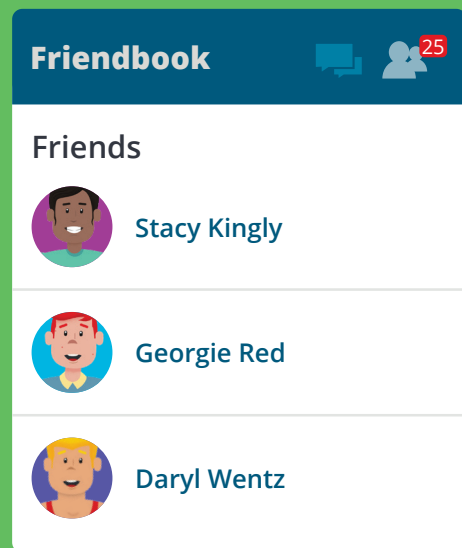 Friendbook
25
Friends
Stacy Kingly
Georgie Red
Daryl Wentz